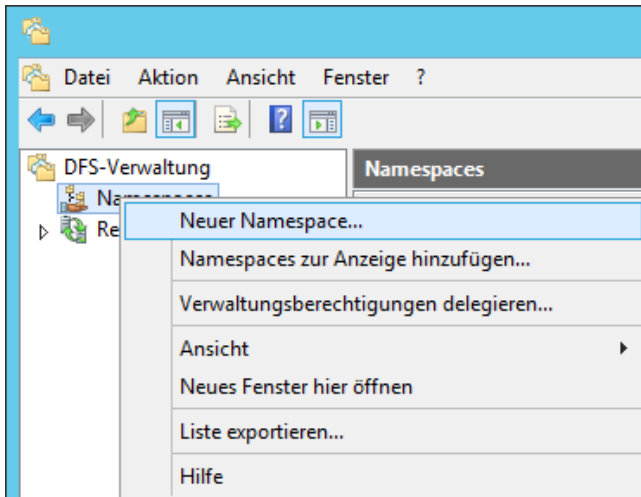 Datei Aktion Ansicht Fenster ?
DFS-Verwaltung
Namespaces
Neuer Namespace...
Namespaces zur Anzeige hinzufügen...
Verwaltungsberechtigungen delegieren...
Ansicht
Neues Fenster hier öffnen
Liste exportieren...
Hilfe